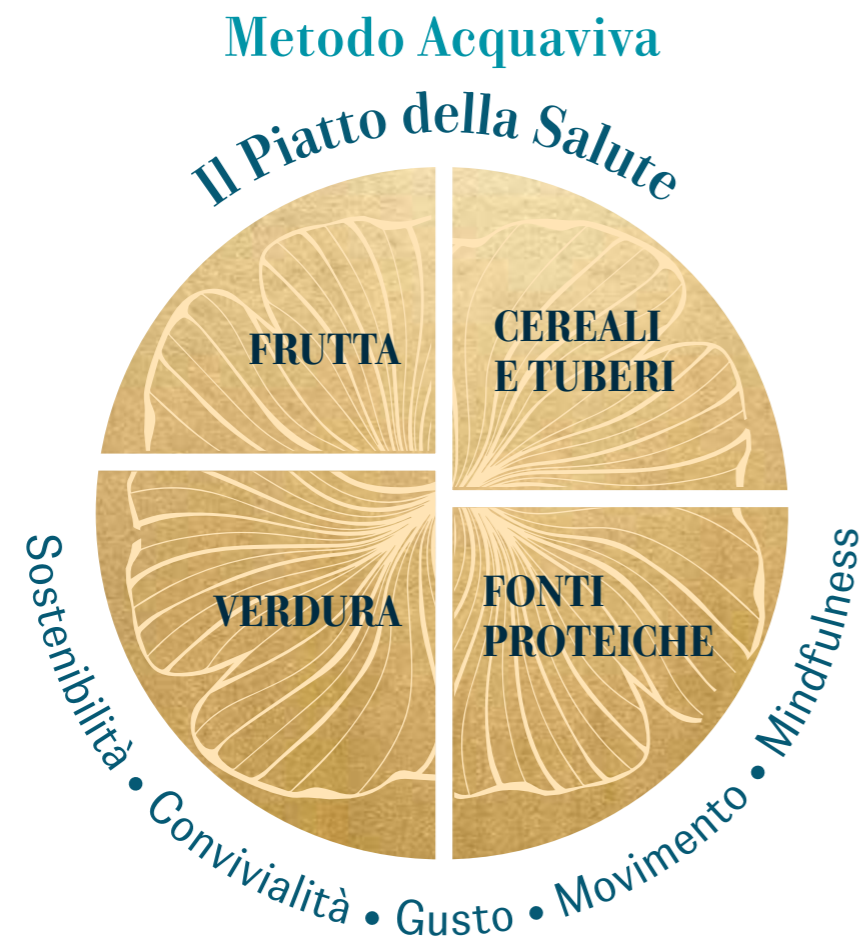 Metodo Acquaviva
Il Piatto della Salute
FRUTTA
CEREALI
E TUBERI
VERDURA
FONTI
PROTEICHE
Sostenibilità • Convivialità • Gusto • Movimento • Mindfulness